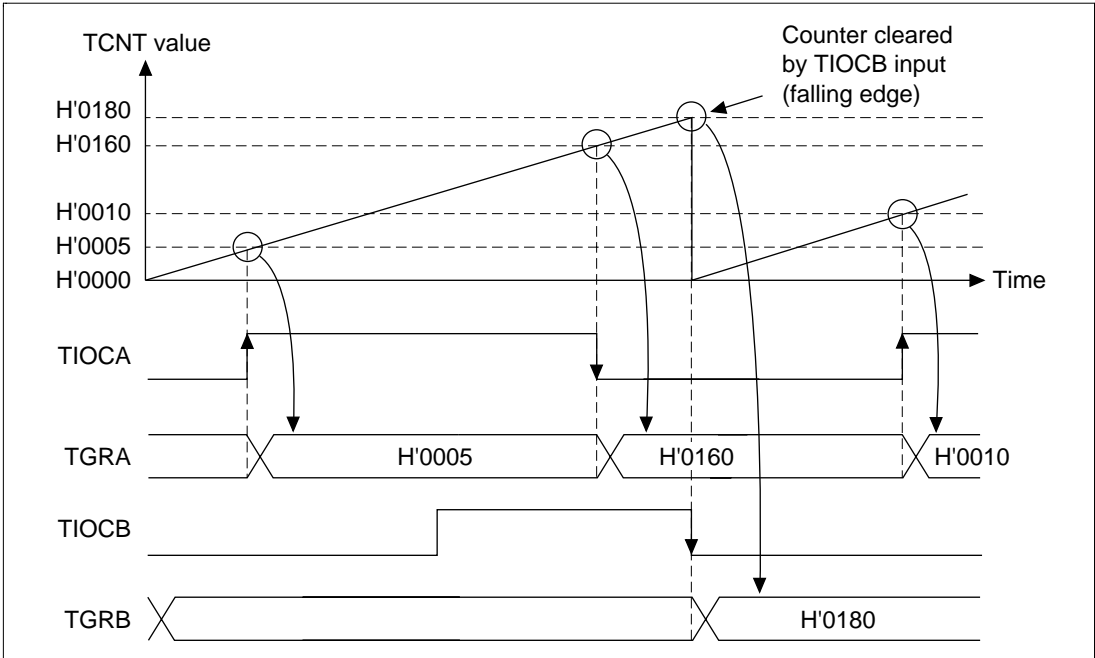 TCNT value
Counter cleared
by TIOCB input
(falling edge)
H'0180
H'0160
H'0010
H'0005
H'0000
Time
TIOCA
TGRA
H'0005
H'0160
H'0010
TIOCB
TGRB
H'0180